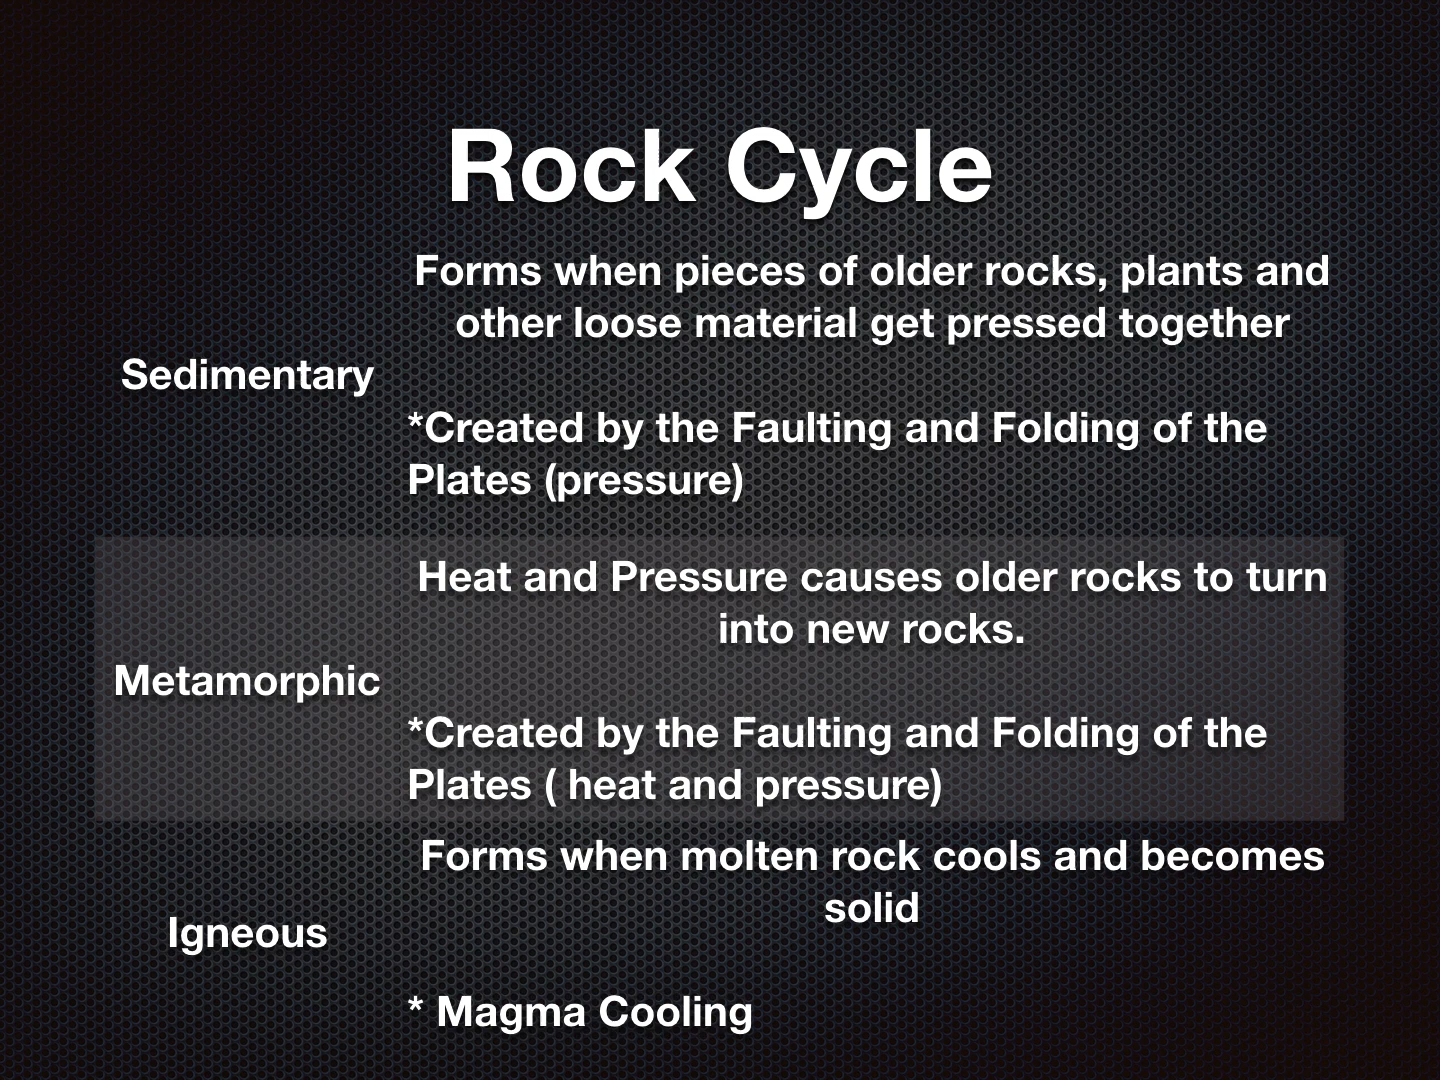 Rock Cycle
Sedimentary
Forms when pieces of older rocks, plants and
other loose material get pressed together
*Created by the Faulting and Folding of the
Plates (pressure)
Metamorphic
Heat and Pressure causes older rocks to turn
into new rocks.
*Created by the Faulting and Folding of the
Plates ( heat and pressure)
Igneous
Forms when molten rock cools and becomes
solid
* Magma Cooling